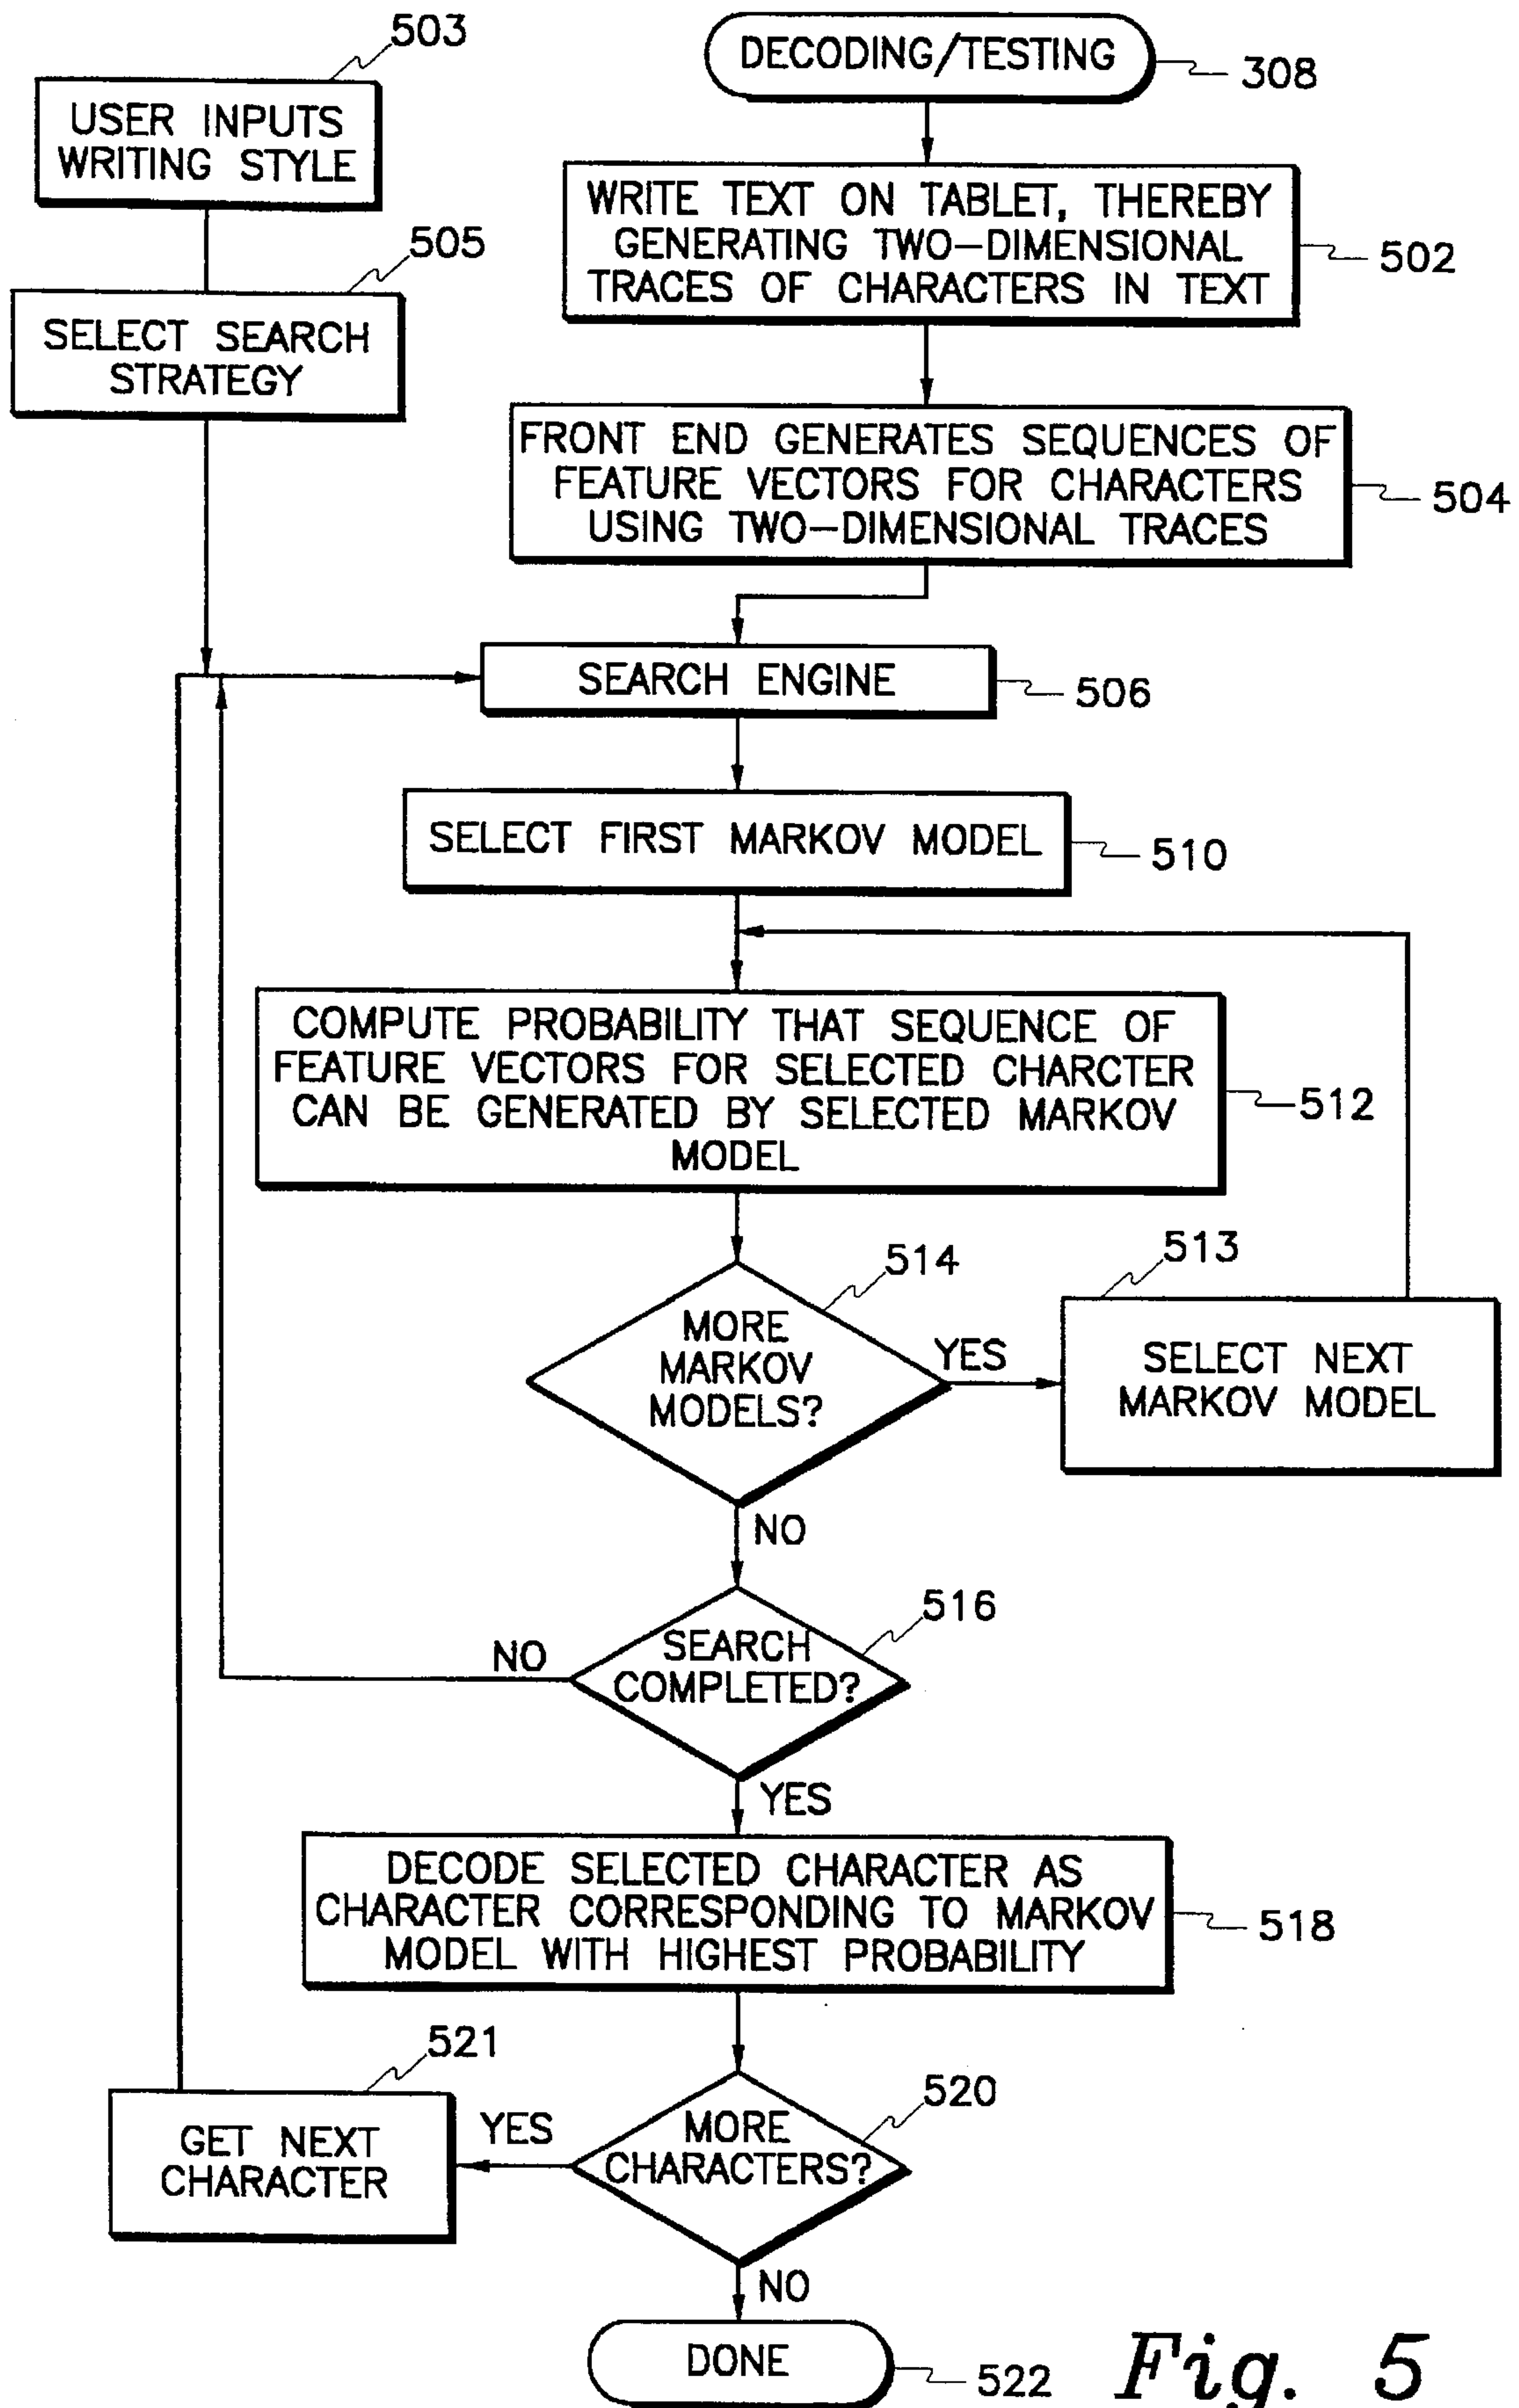 503
USER INPUTS
WRITING STYLE
505
SELECT SEARCH
STRATEGY
DECODING/TESTING
308
WRITE TEXT ON TABLET, THEREBY
GENERATING TWO-DIMENSIONAL
TRACES OF CHARACTERS IN TEXT
502
FRONT END GENERATES SEQUENCES OF
FEATURE VECTORS FOR CHARACTERS
USING TWO-DIMENSIONAL TRACES
504
SEARCH ENGINE
506
SELECT FIRST MARKOV MODEL
510
COMPUTE PROBABILITY THAT SEQUENCE OF
FEATURE VECTORS FOR SELECTED CHARCTER
CAN BE GENERATED BY SELECTED MARKOV
MODEL
512
514
MORE
MARKOV
MODELS?
YES
513
SELECT NEXT
MARKOV MODEL
NO
516
SEARCH
COMPLETED?
NO
YES
DECODE SELECTED CHARACTER AS
CHARACTER CORRESPONDING TO MARKOV
MODEL WITH HIGHEST PROBABILITY
518
520
MORE
CHARACTERS?
YES
521
GET NEXT
CHARACTER
NO
DONE
522
Fig. 5